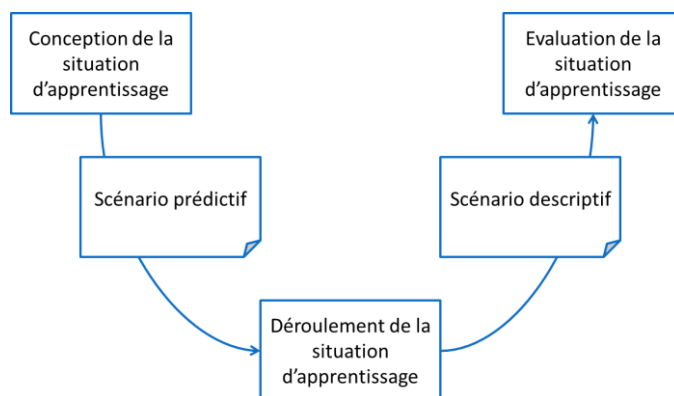 Conception de la
situation
d’apprentissage
Evaluation de la
situation
d’apprentissage
Scénario prédictif
Scénario descriptif
Déroulement de la
situation
d’apprentissage